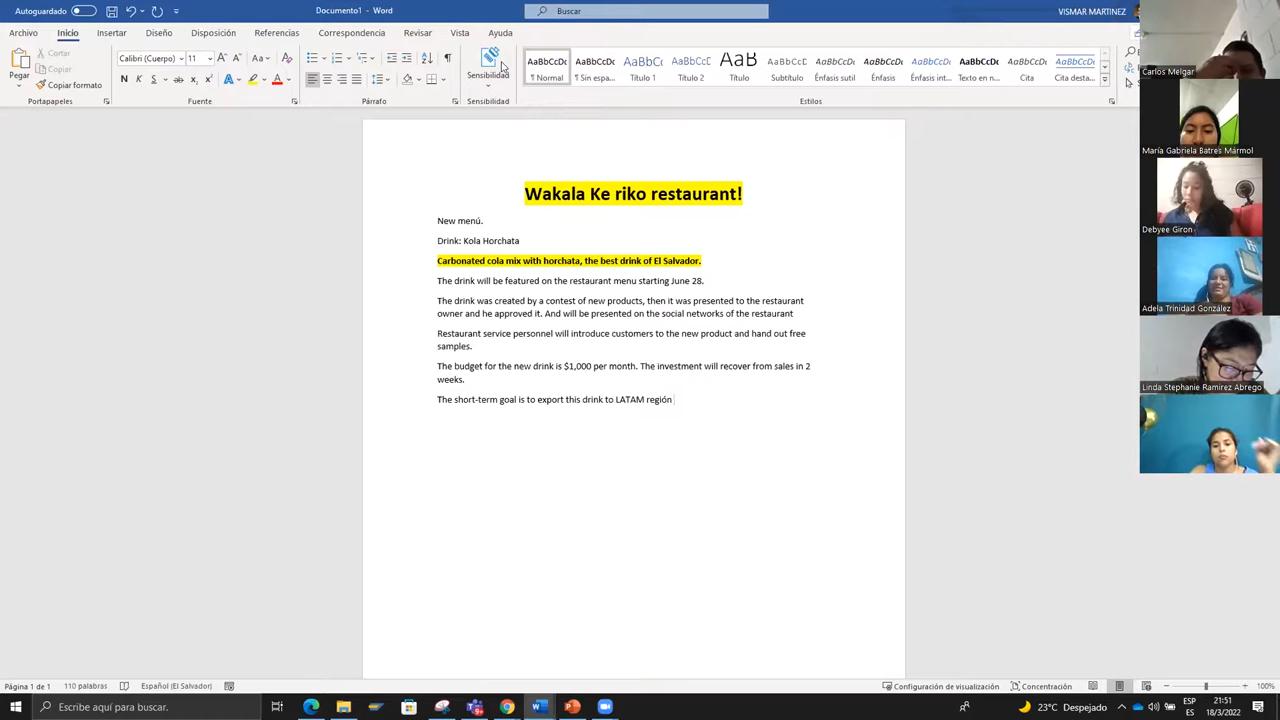 Autoguardado
Documento1 - Word
Buscar
VISMAR MARTINEZ
Archivo Inicio Insertar Diseño Disposición Referencias Correspondencia Revisar Vista Ayuda
Pegar
Cortar
Copiar
Copiar formato
Portapapeles
Calibri (Cuerpo) 11
Fuente
Párrafo
Sensibilidad
Sensibilidad
AaBbCcDc AaBbCcDc AaBbCc AaBbCcC AaB AaBbCcC AaBbCcDc AaBbCcDc AaBbCcDc AaBbCcDc AaBbCcDc AaBbCcDc
¶ Normal ¶ Sin espa... Título 1 Título 2 Título Subtítulo Énfasis sutil Énfasis Énfasis int... Texto en n... Cita Cita desta...
Estilos
Wakala Ke riko restaurant!
New menú.
Drink: Kola Horchata
Carbonated cola mix with horchata, the best drink of El Salvador.
The drink will be featured on the restaurant menu starting June 28.
The drink was created by a contest of new products, then it was presented to the restaurant
owner and he approved it. And will be presented on the social networks of the restaurant
Restaurant service personnel will introduce customers to the new product and hand out free
samples.
The budget for the new drink is $1,000 per month. The investment will recover from sales in 2
weeks.
The short-term goal is to export this drink to LATAM región
Carlos Melgar
María Gabriela Batres Mármol
Debyee Giron
Adela Trinidad González
Linda Stephanie Ramirez Abrego
Página 1 de 1 110 palabras Español (El Salvador)
Configuración de visualización Concentración 100%
Escribe aquí para buscar.
23°C Despejado
ESP
ES
21:51
18/3/2022